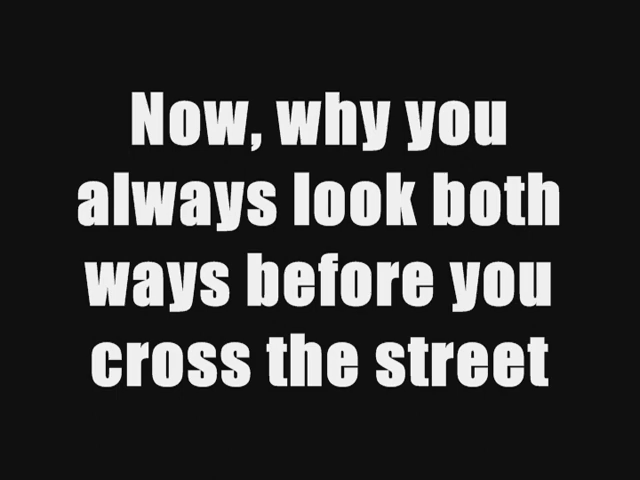 Now, why you
always look both
ways before you
cross the street